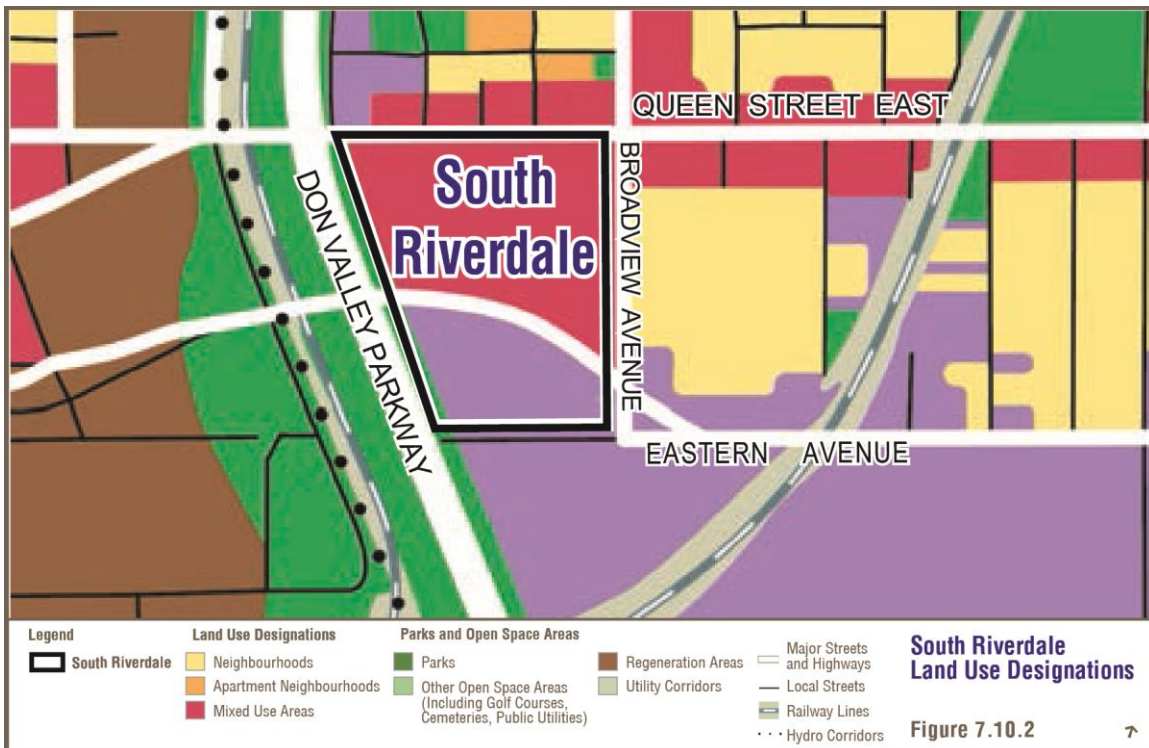 QUEEN STREET EAST
South
Riverdale
BROADVIEW AVENUE
DON VALLEY PARKWAY
EASTERN AVENUE
Legend
South Riverdale
Land Use Designations
Neighbourhoods
Apartment Neighbourhoods
Mixed Use Areas
Parks and Open Space Areas
Parks
Other Open Space Areas
(Including Golf Courses,
Cemeteries, Public Utilities)
Regeneration Areas
Utility Corridors
Major Streets
and Highways
Local Streets
Railway Lines
Hydro Corridors
South Riverdale
Land Use Designations
Figure 7.10.2